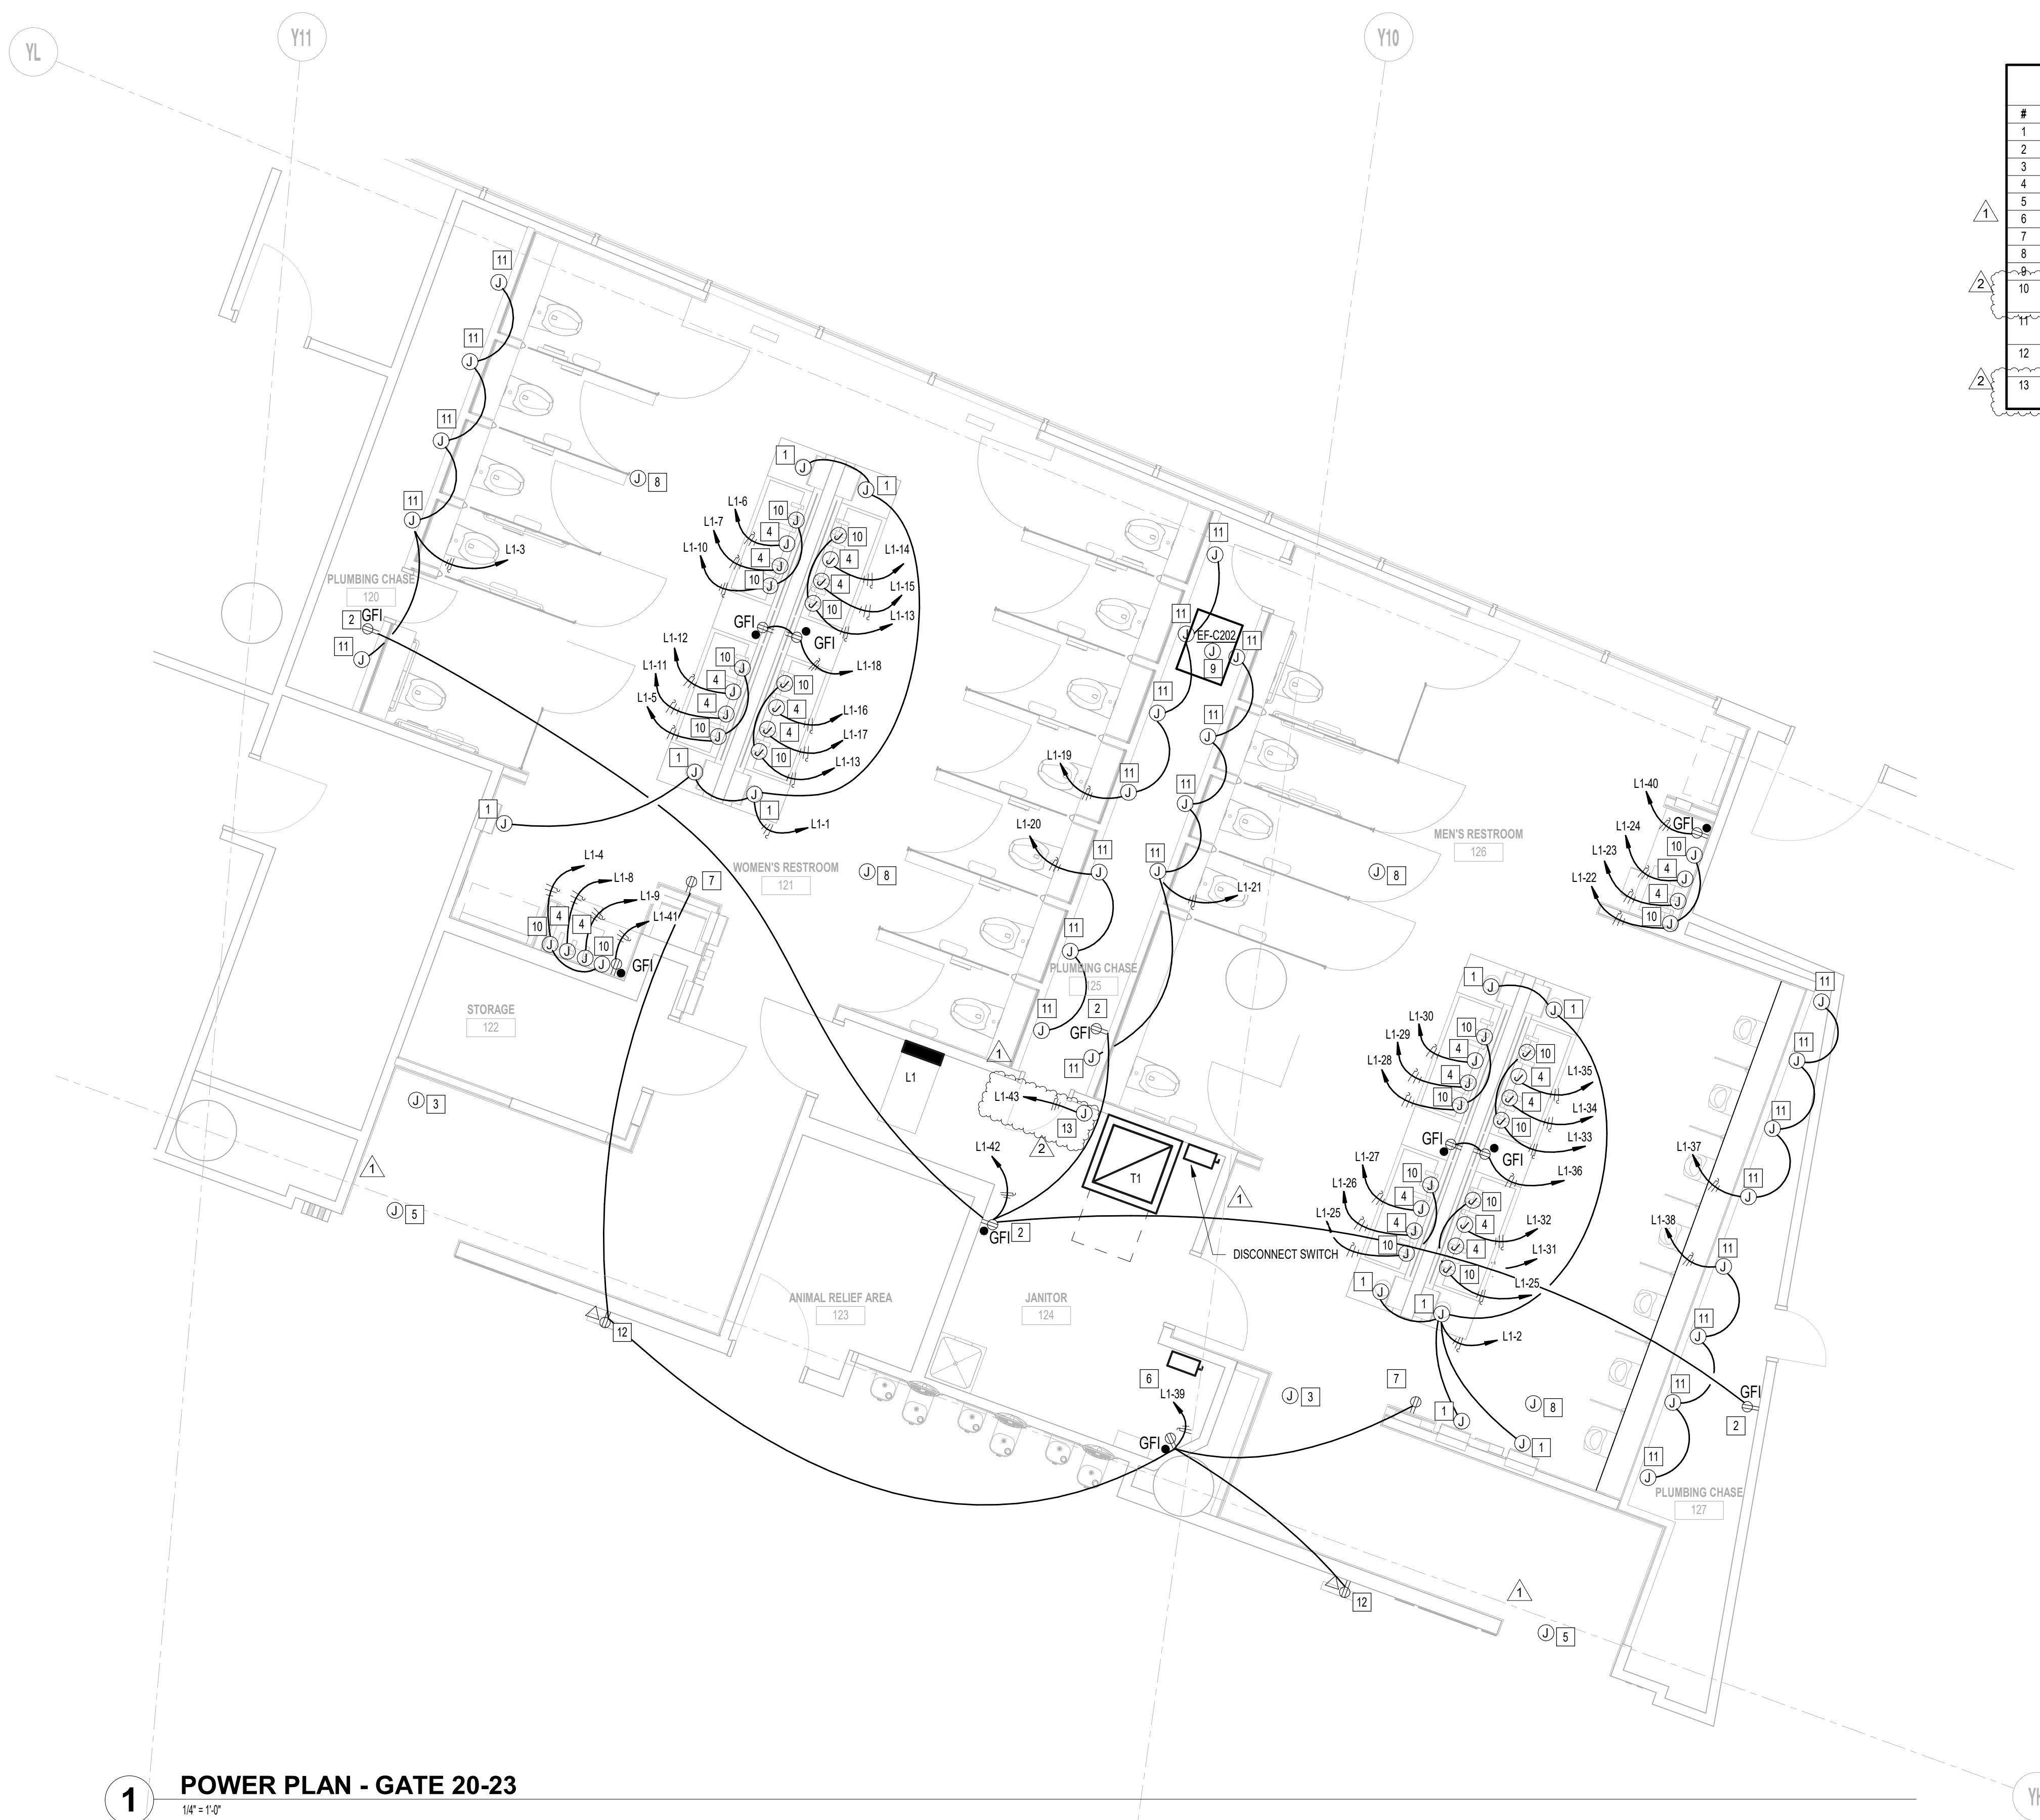 YL
Y11
Y10
#
1
2
3
4
5
6
7
8
9
10
11
12
13
1
2
2
11
11
11
11
L1-3
PLUMBING CHASE
120
2
GFI
11
J
8
1
1
L1-6
10
L1-7
4
L1-10
4
10
10
4
L1-14
4
L1-15
10
L1-13
GFI
GFI
L1-18
L1-12
10
L1-11
4
L1-5
4
10
10
4
L1-16
4
L1-17
10
L1-13
1
1
1
L1-1
WOMEN'S RESTROOM
121
J
8
L1-4
L1-8
L1-9
L1-41
10
4
4
10
GFI
7
STORAGE
122
J
3
1
J
5
12
11
11
EF-C202
J
9
11
11
11
L1-19
11
11
L1-20
11
11
L1-21
11
PLUMBING CHASE
125
11
2
GFI
11
1
L1
L1-43
13
2
L1-42
GFI
2
T1
1
DISCONNECT SWITCH
MEN'S RESTROOM
126
J
8
L1-40
GFI
L1-24
10
L1-23
4
L1-22
4
10
1
1
L1-30
10
L1-29
4
L1-28
4
10
10
4
L1-35
4
L1-34
10
L1-33
GFI
GFI
L1-36
L1-27
10
L1-26
4
L1-25
4
10
10
4
L1-32
4
L1-31
10
L1-25
1
1
L1-2
11
11
11
L1-37
11
L1-38
11
11
11
11
GFI
2
PLUMBING CHASE
127
ANIMAL RELIEF AREA
123
JANITOR
124
6
L1-39
GFI
J
3
7
1
1
J
8
12
1
J
5
1
POWER PLAN - GATE 20-23
1/4" = 1'-0"